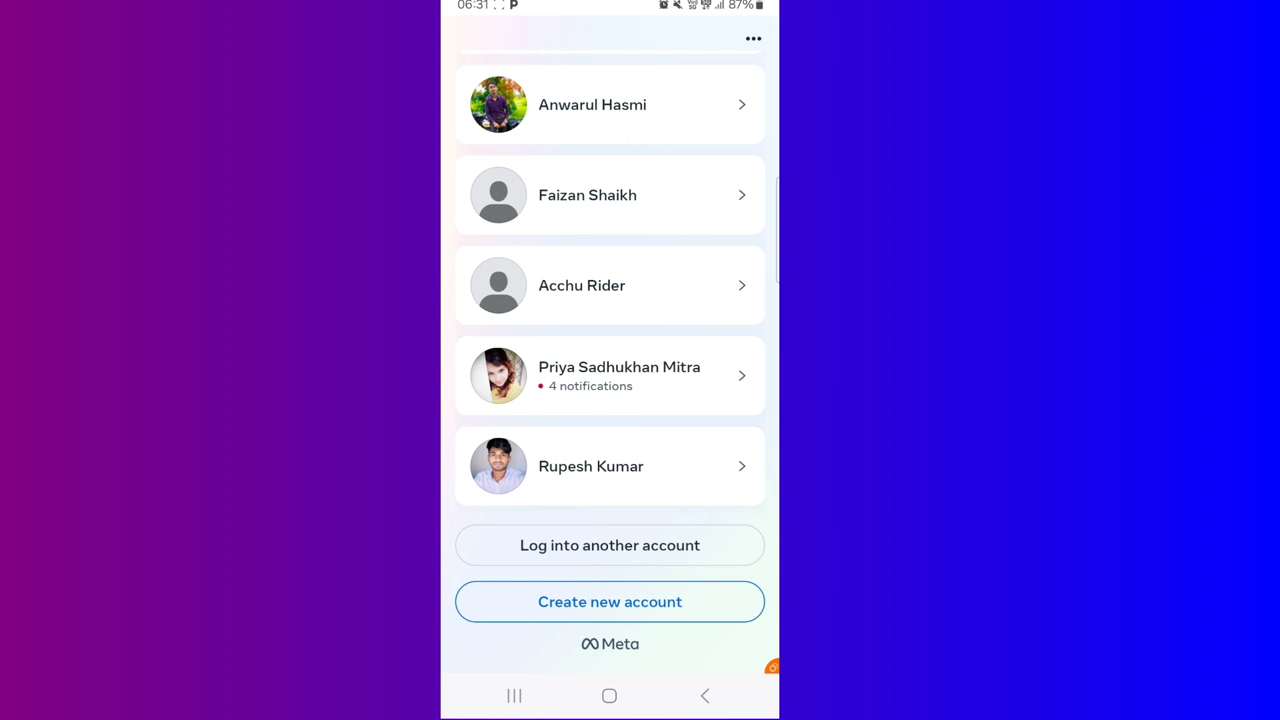 06:31 P 87%
Anwarul Hasmi
Faizan Shaikh
Acchu Rider
Priya Sadhukhan Mitra
4 notifications
Rupesh Kumar
Log into another account
Create new account
Meta